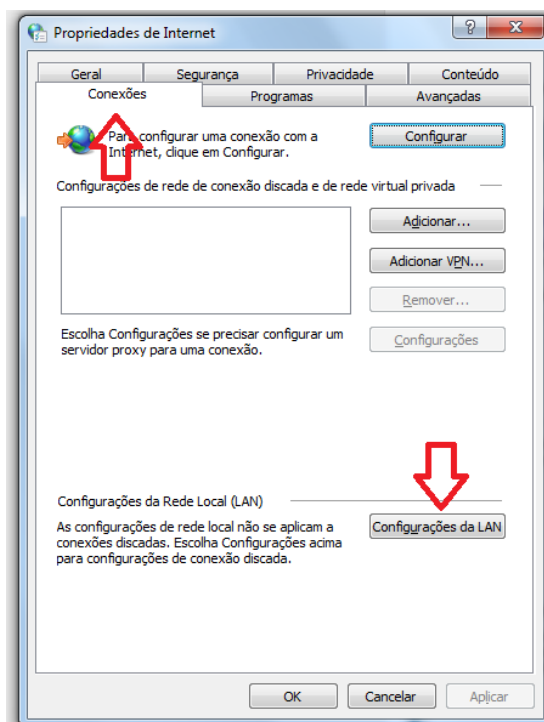 Propriedades de Internet
Geral Segurança Privacidade Conteúdo
Conexões Programas Avançadas
Para configurar uma conexão com a
Internet, clique em Configurar.
Configurar
Configurações de rede de conexão discada e de rede virtual privada
Adicionar...
Adicionar VPN...
Remover...
Escolha Configurações se precisar configurar um
servidor proxy para uma conexão.
Configurações
Configurações da Rede Local (LAN)
As configurações de rede local não se aplicam a
conexões discadas. Escolha Configurações acima
para configurações de conexão discada.
Configurações da LAN
OK Cancelar Aplicar